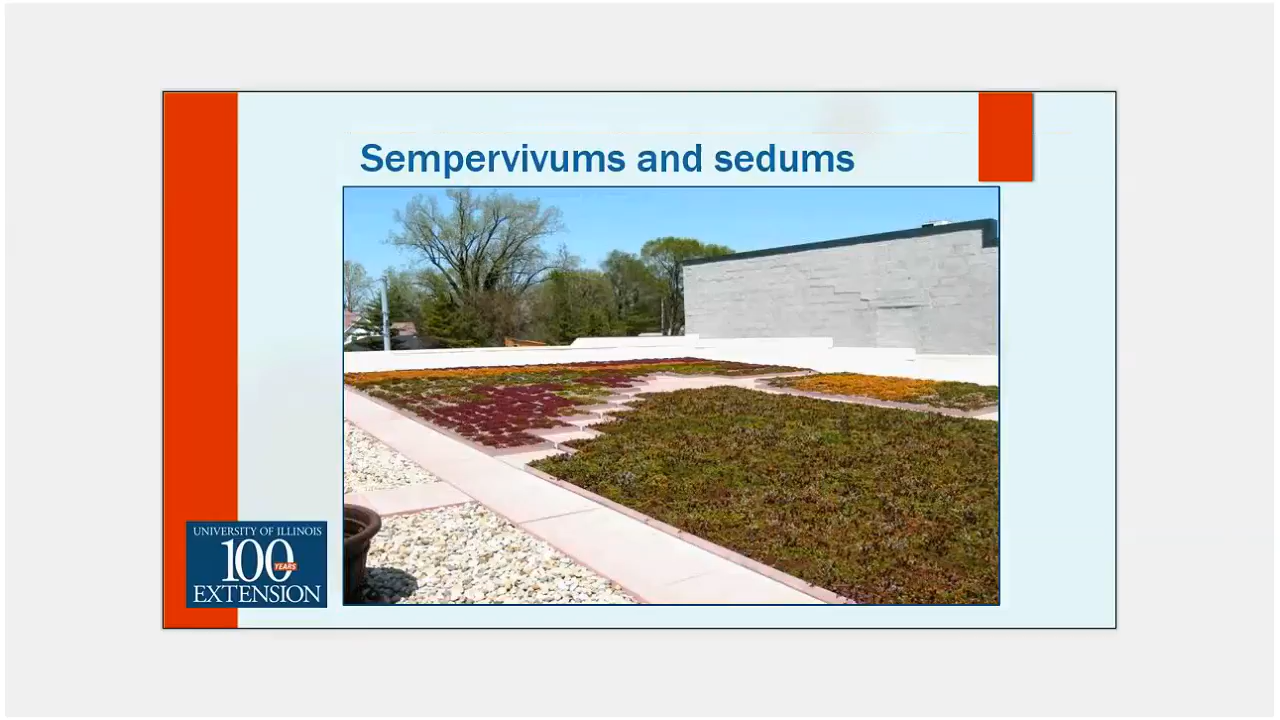 Sempervivums and sedums
UNIVERSITY OF ILLINOIS
100
YEARS
EXTENSION